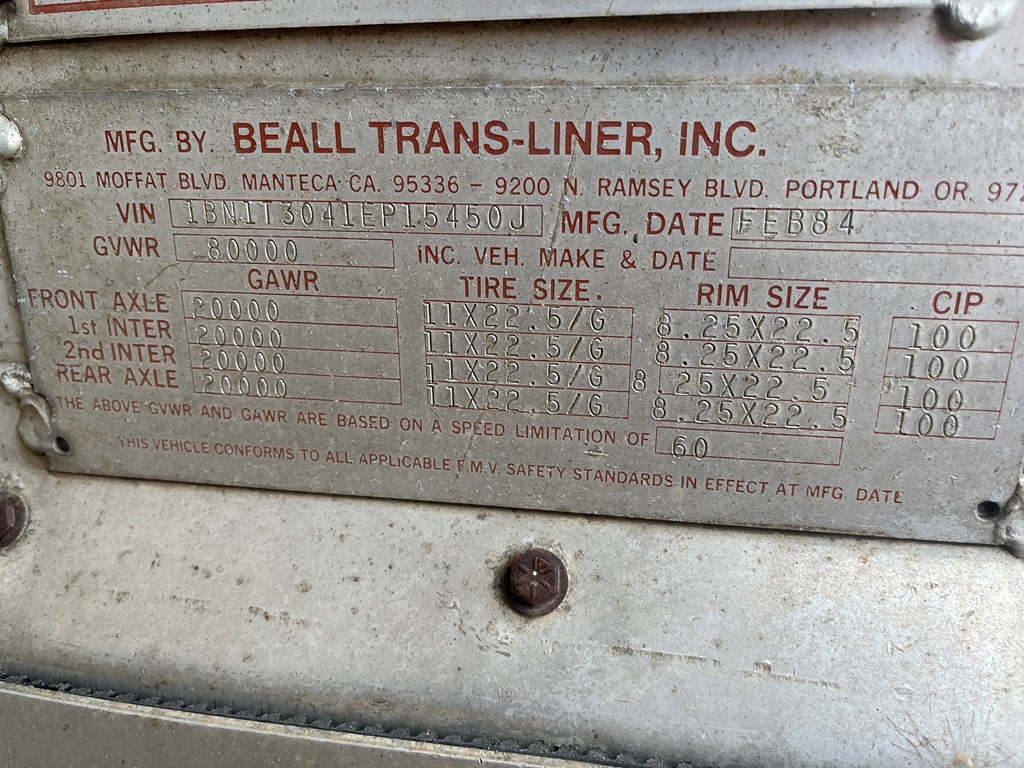 MFG. BY. BEALL TRANS-LINER, INC.
9801 MOFFAT BLVD. MANTECA CA. 95336 – 9200 N. RAMSEY BLVD. PORTLAND OR. 972
VIN 1BN1T3041EP15450J MFG. DATE FEB84
GVWR 80000 INC. VEH. MAKE & DATE
GAWR TIRE SIZE. RIM SIZE CIP
FRONT AXLE 20000 11X22.5/G 8.25X22.5 100
1st INTER 20000 11X22.5/G 8.25X22.5 100
2nd INTER 20000 11X22.5/G 8.25X22.5 100
REAR AXLE 20000 11X22.5/G 8.25X22.5 100
THE ABOVE GVWR AND GAWR ARE BASED ON A SPEED LIMITATION OF 60
THIS VEHICLE CONFORMS TO ALL APPLICABLE F.M.V. SAFETY STANDARDS IN EFFECT AT MFG. DATE